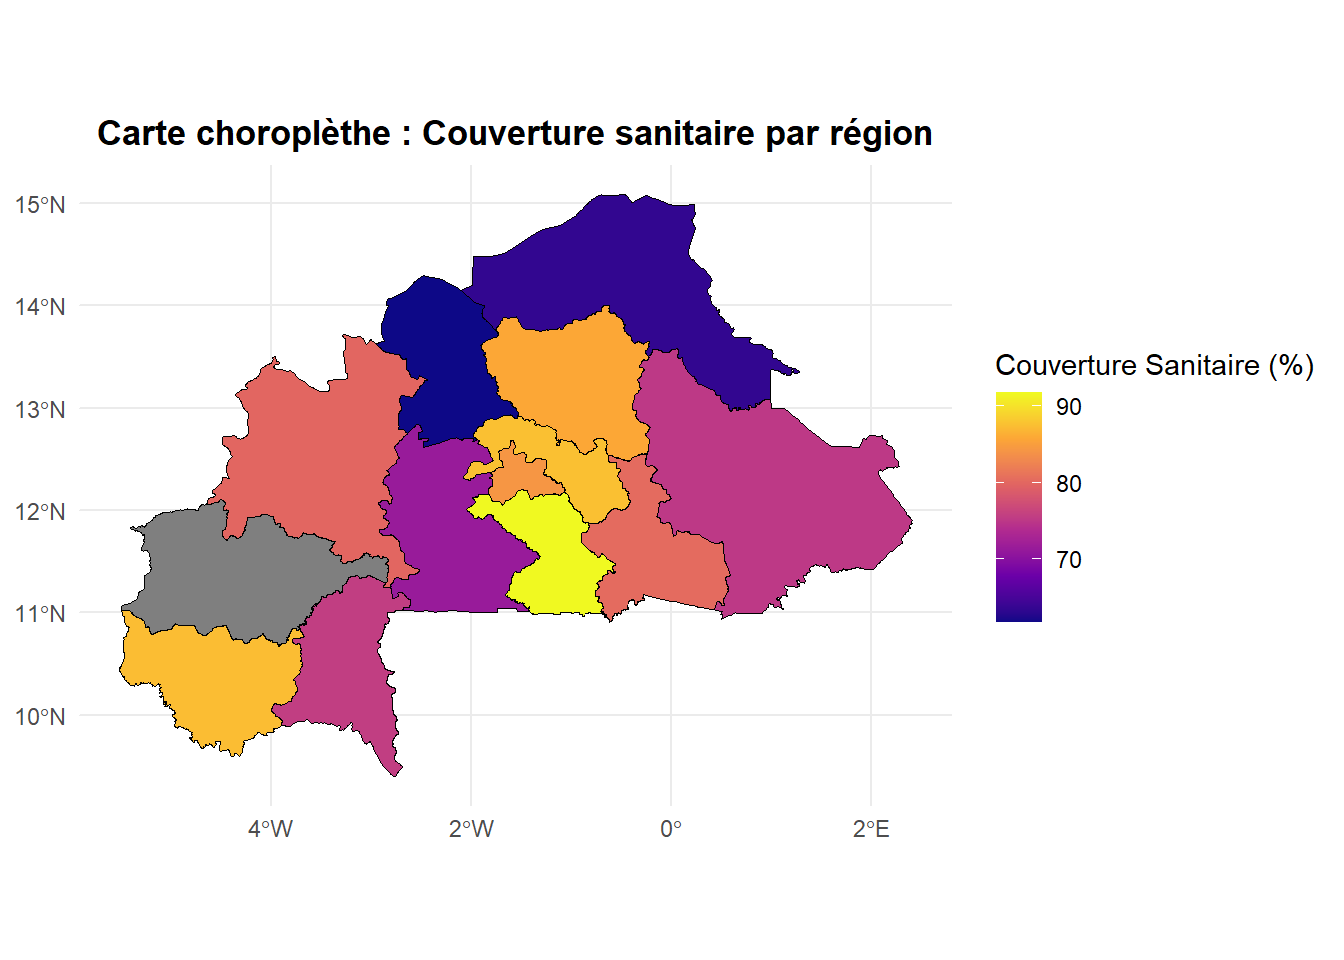 Carte choroplèthe : Couverture sanitaire par région
15°N
14°N
13°N
12°N
11°N
10°N
4°W
2°W
0°
2°E
Couverture Sanitaire (%)
90
80
70